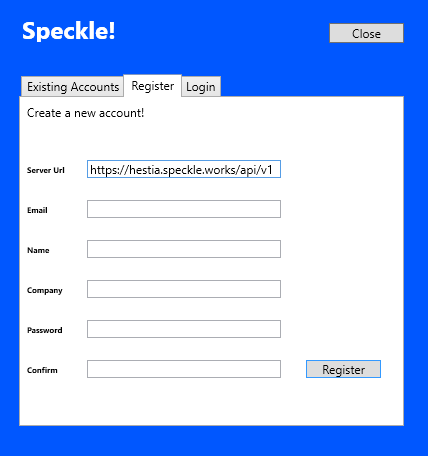 Speckle!
Close
Existing Accounts Register Login
Create a new account!
Server Url https://hestia.speckle.works/api/v1
Email
Name
Company
Password
Confirm Register